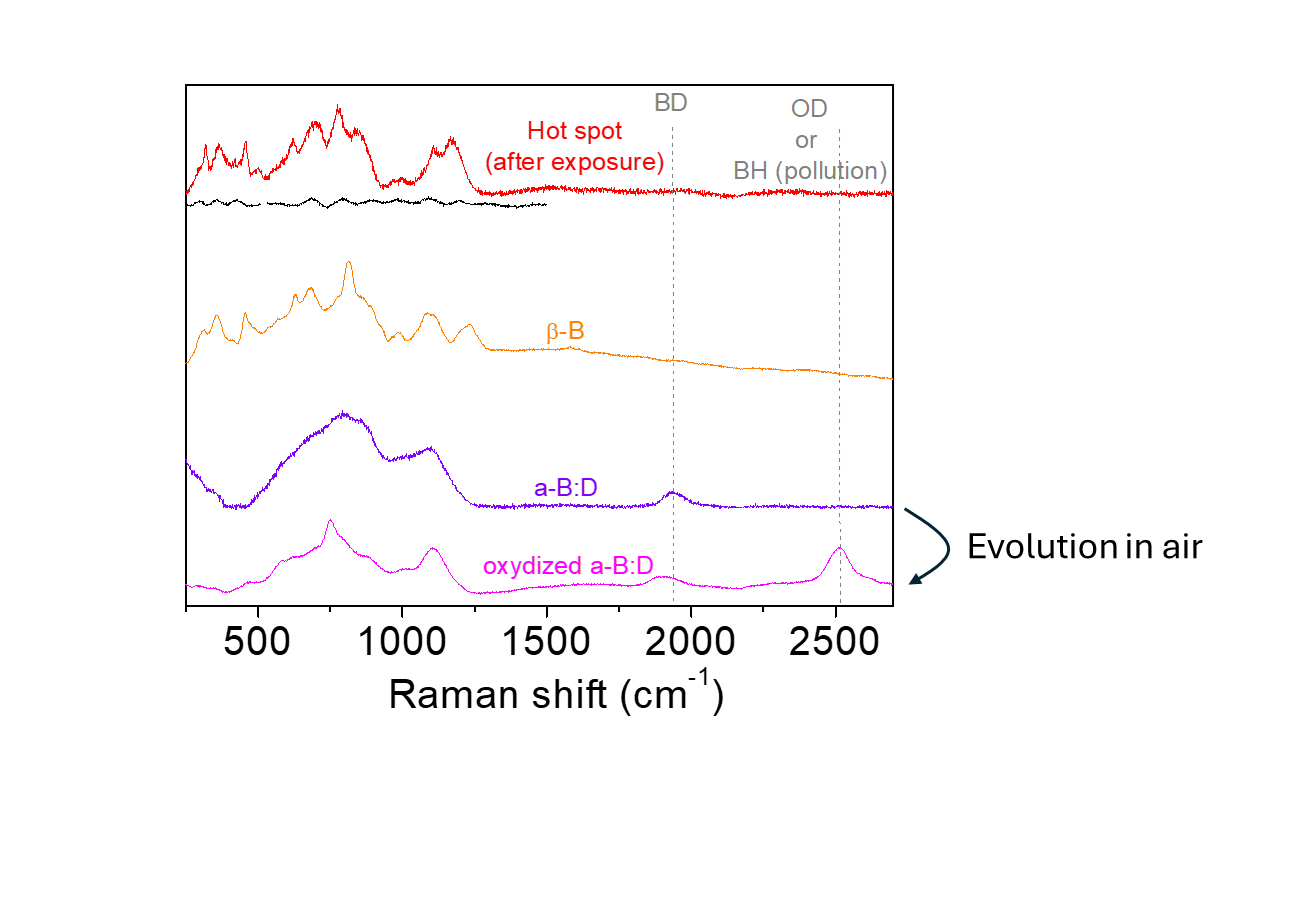 BD
OD
or
BH (pollution)
Hot spot
(after exposure)
β-B
a-B:D
oxydized a-B:D
Evolution in air
500 1000 1500 2000 2500
Raman shift (cm⁻¹)